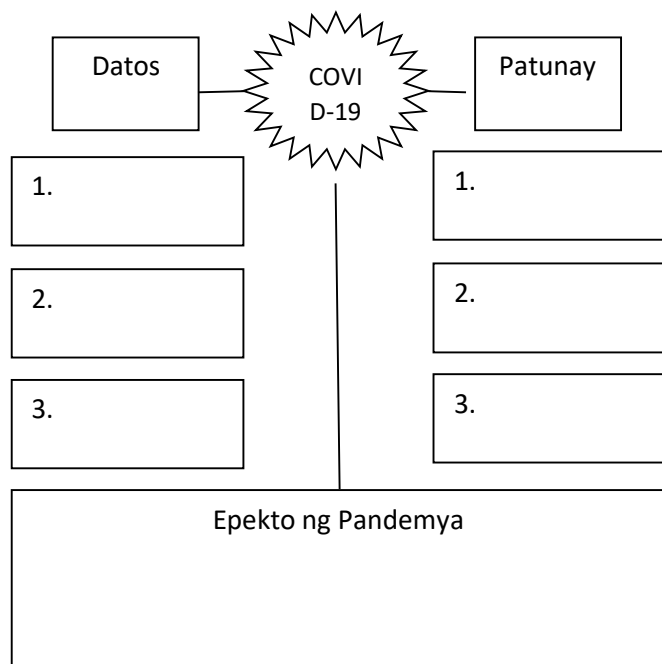 Datos
COVI
D-19
Patunay
1.
1.
2.
2.
3.
3.
Epekto ng Pandemya